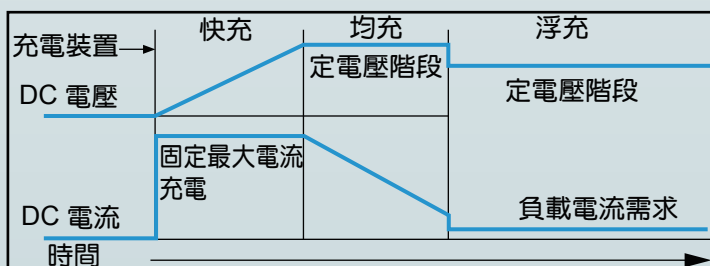 快充
均充
浮充
充電裝置
定電壓階段
DC 電壓
定電壓階段
固定最大電流
充電
DC 電流
負載電流需求
時間